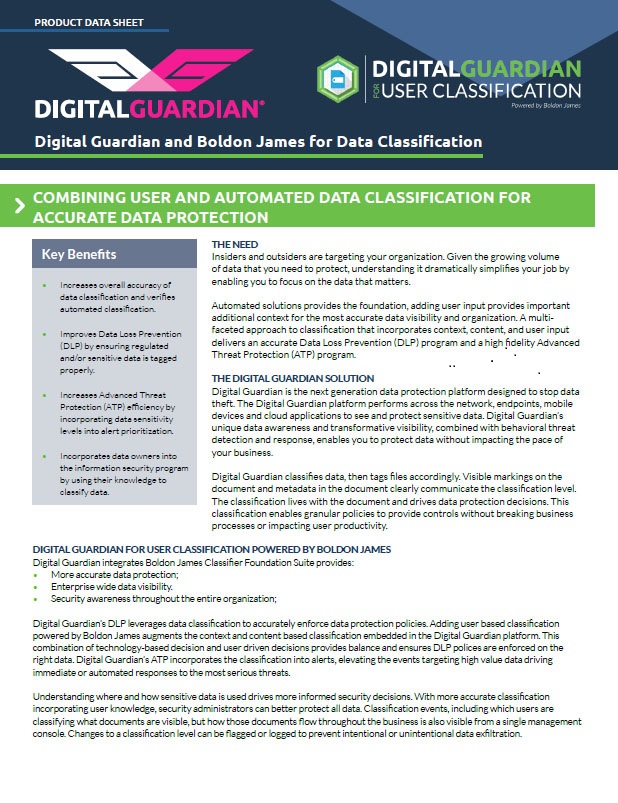 PRODUCT DATA SHEET
DIGITALGUARDIAN®
DIGITALGUARDIAN
FOR USER CLASSIFICATION
Powered by Boldon James
Digital Guardian and Boldon James for Data Classification
COMBINING USER AND AUTOMATED DATA CLASSIFICATION FOR
ACCURATE DATA PROTECTION
Key Benefits
• Increases overall accuracy of
data classification and verifies
automated classification.
• Improves Data Loss Prevention
(DLP) by ensuring regulated
and/or sensitive data is tagged
properly.
• Increases Advanced Threat
Protection (ATP) efficiency by
incorporating data sensitivity
levels into alert prioritization.
• Incorporates data owners into
the information security program
by using their knowledge to
classify data.
THE NEED
Insiders and outsiders are targeting your organization. Given the growing volume
of data that you need to protect, understanding it dramatically simplifies your job by
enabling you to focus on the data that matters.
Automated solutions provides the foundation, adding user input provides important
additional context for the most accurate data visibility and organization. A multi-
faceted approach to classification that incorporates context, content, and user input
delivers an accurate Data Loss Prevention (DLP) program and a high fidelity Advanced
Threat Protection (ATP) program.
THE DIGITAL GUARDIAN SOLUTION
Digital Guardian is the next generation data protection platform designed to stop data
theft. The Digital Guardian platform performs across the network, endpoints, mobile
devices and cloud applications to see and protect sensitive data. Digital Guardian's
unique data awareness and transformative visibility, combined with behavioral threat
detection and response, enables you to protect data without impacting the pace of
your business.
Digital Guardian classifies data, then tags files accordingly. Visible markings on the
document and metadata in the document clearly communicate the classification level.
The classification lives with the document and drives data protection decisions. This
classification enables granular policies to provide controls without breaking business
processes or impacting user productivity.
DIGITAL GUARDIAN FOR USER CLASSIFICATION POWERED BY BOLDON JAMES
Digital Guardian integrates Boldon James Classifier Foundation Suite provides:
• More accurate data protection;
• Enterprise wide data visibility.
• Security awareness throughout the entire organization;
Digital Guardian's DLP leverages data classification to accurately enforce data protection policies. Adding user based classification
powered by Boldon James augments the context and content based classification embedded in the Digital Guardian platform. This
combination of technology-based decision and user driven decisions provides balance and ensures DLP polices are enforced on the
right data. Digital Guardian's ATP incorporates the classification into alerts, elevating the events targeting high value data driving
immediate or automated responses to the most serious threats.
Understanding where and how sensitive data is used drives more informed security decisions. With more accurate classification
incorporating user knowledge, security administrators can better protect all data. Classification events, including which users are
classifying what documents are visible, but how those documents flow throughout the business is also visible from a single management
console. Changes to a classification level can be flagged or logged to prevent intentional or unintentional data exfiltration.